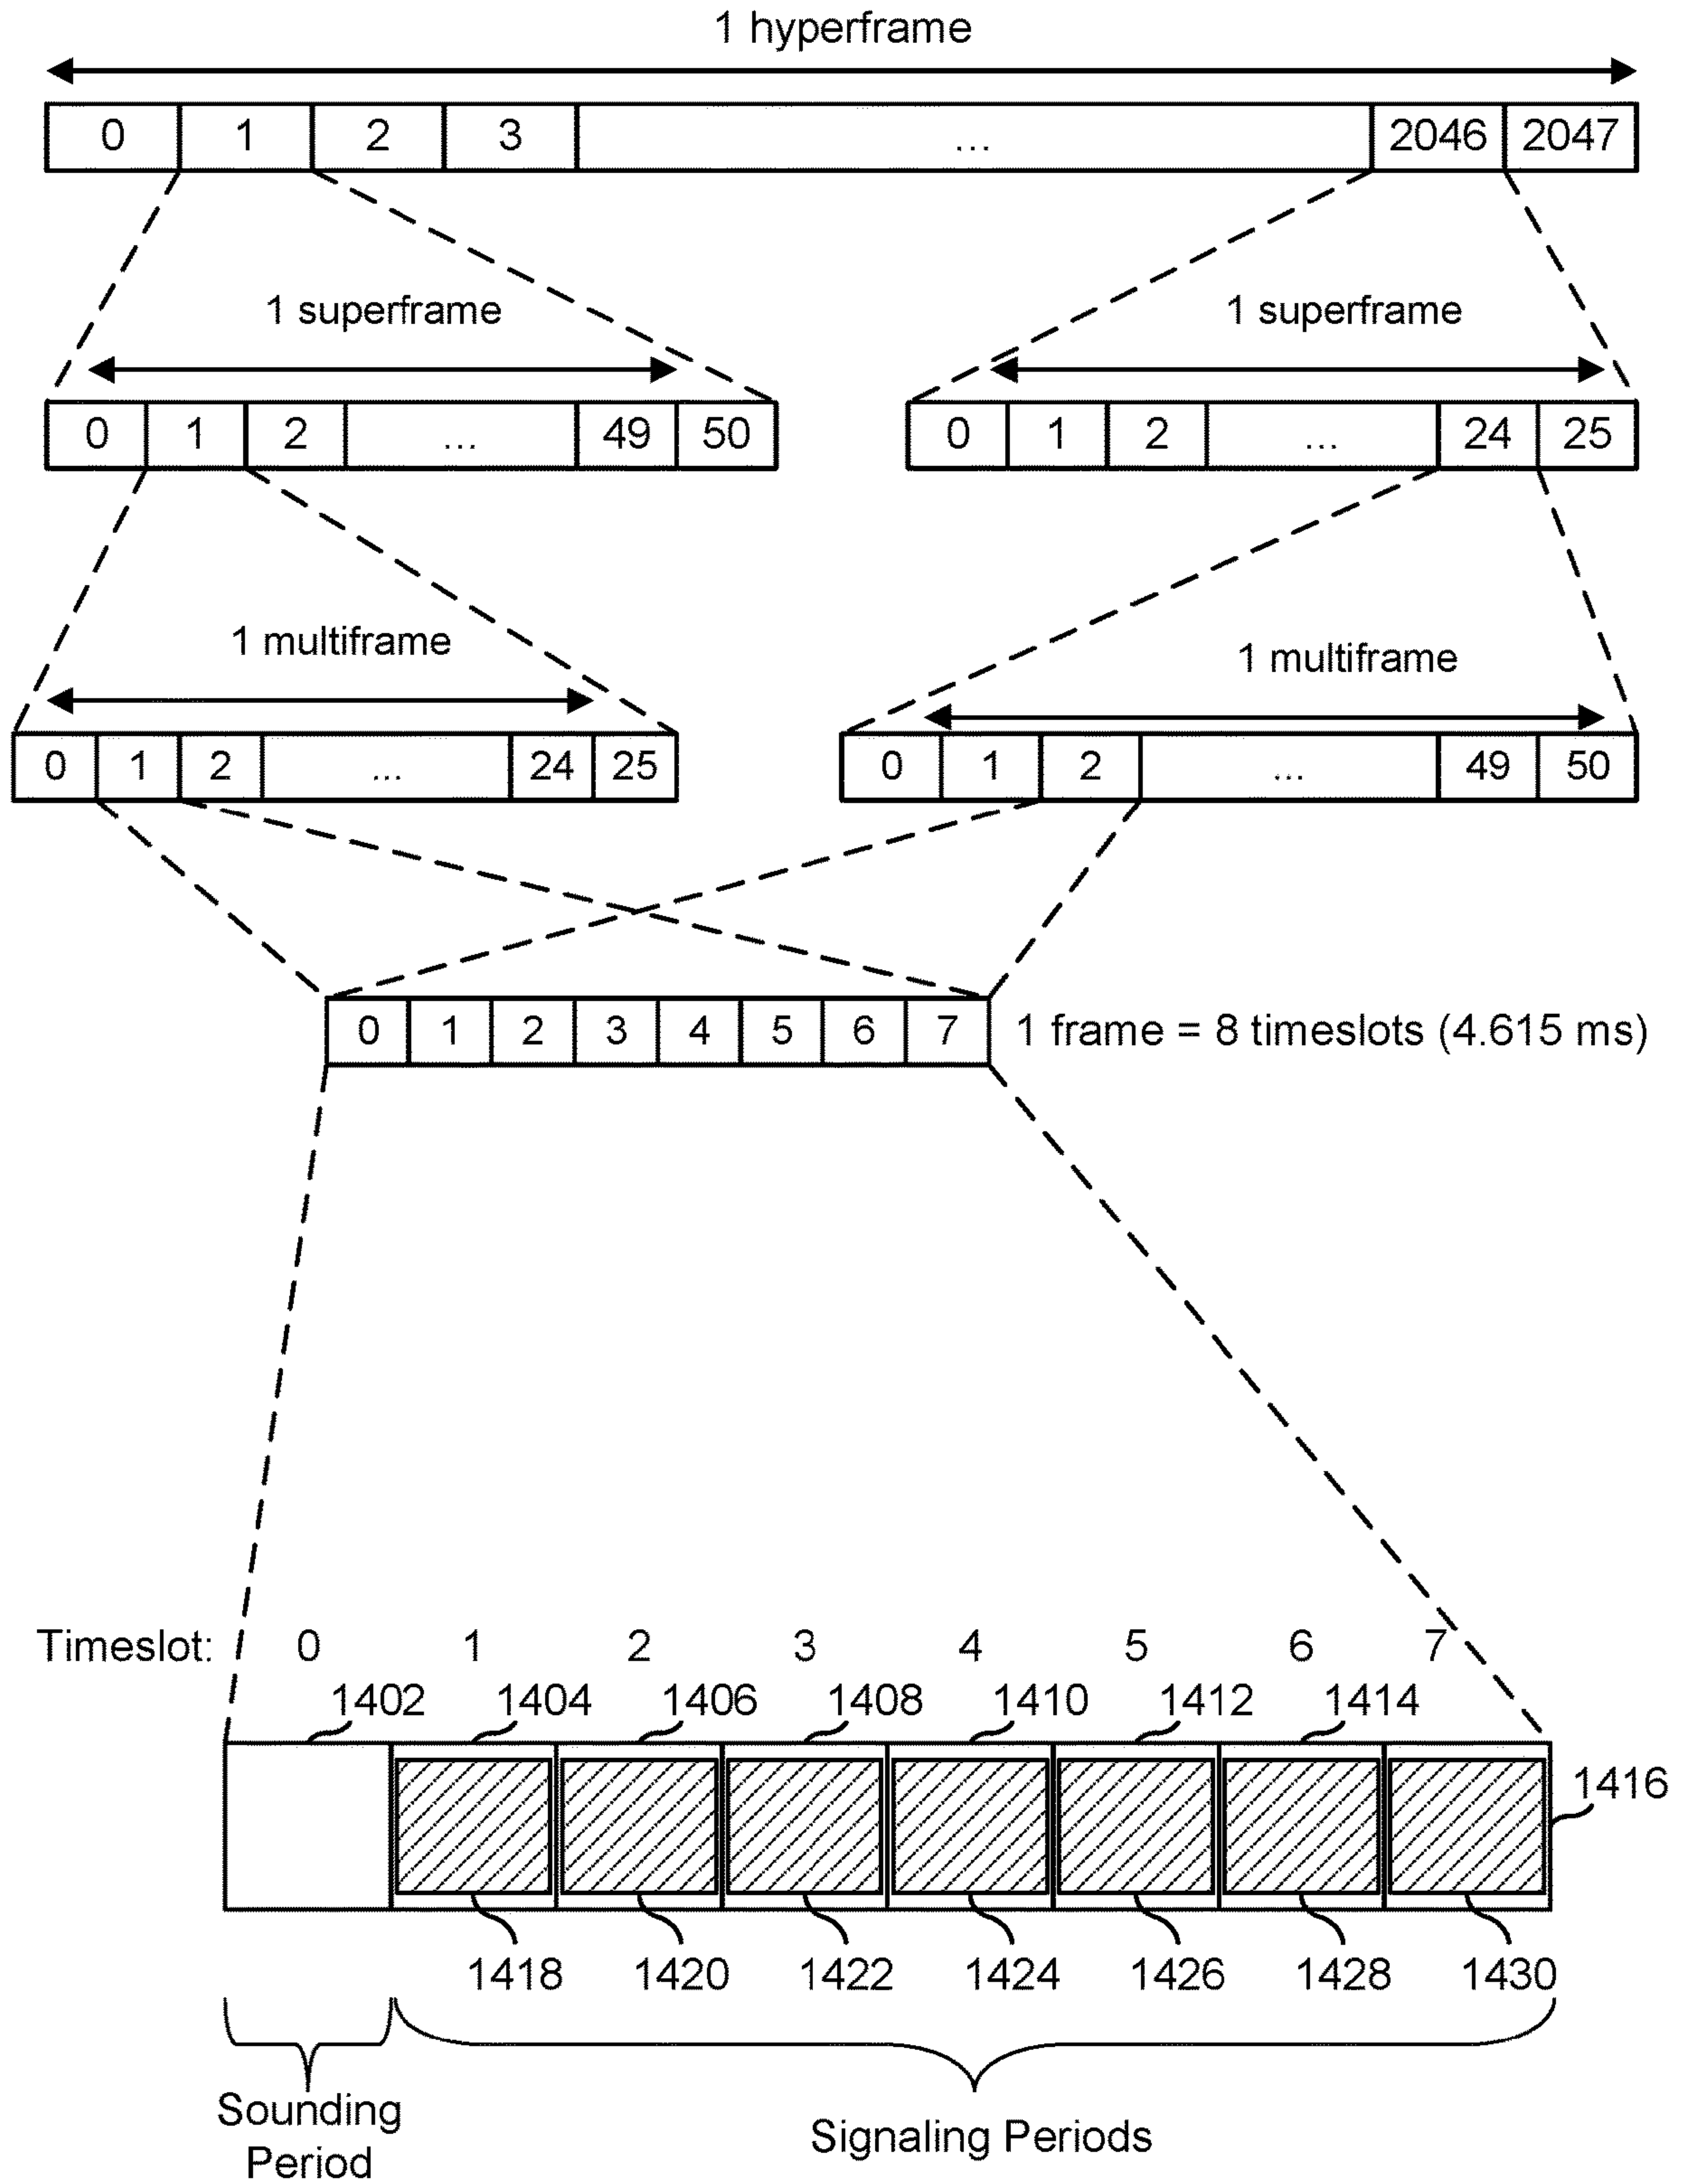 1 hyperframe
0 1 2 3 ... 2046 2047
1 superframe 1 superframe
0 1 2 ... 49 50 0 1 2 ... 24 25
1 multiframe 1 multiframe
0 1 2 ... 24 25 0 1 2 ... 49 50
0 1 2 3 4 5 6 7 1 frame = 8 timeslots (4.615 ms)
Timeslot: 0 1 2 3 4 5 6 7
1402 1404 1406 1408 1410 1412 1414
1416
1418 1420 1422 1424 1426 1428 1430
Sounding
Period
Signaling Periods